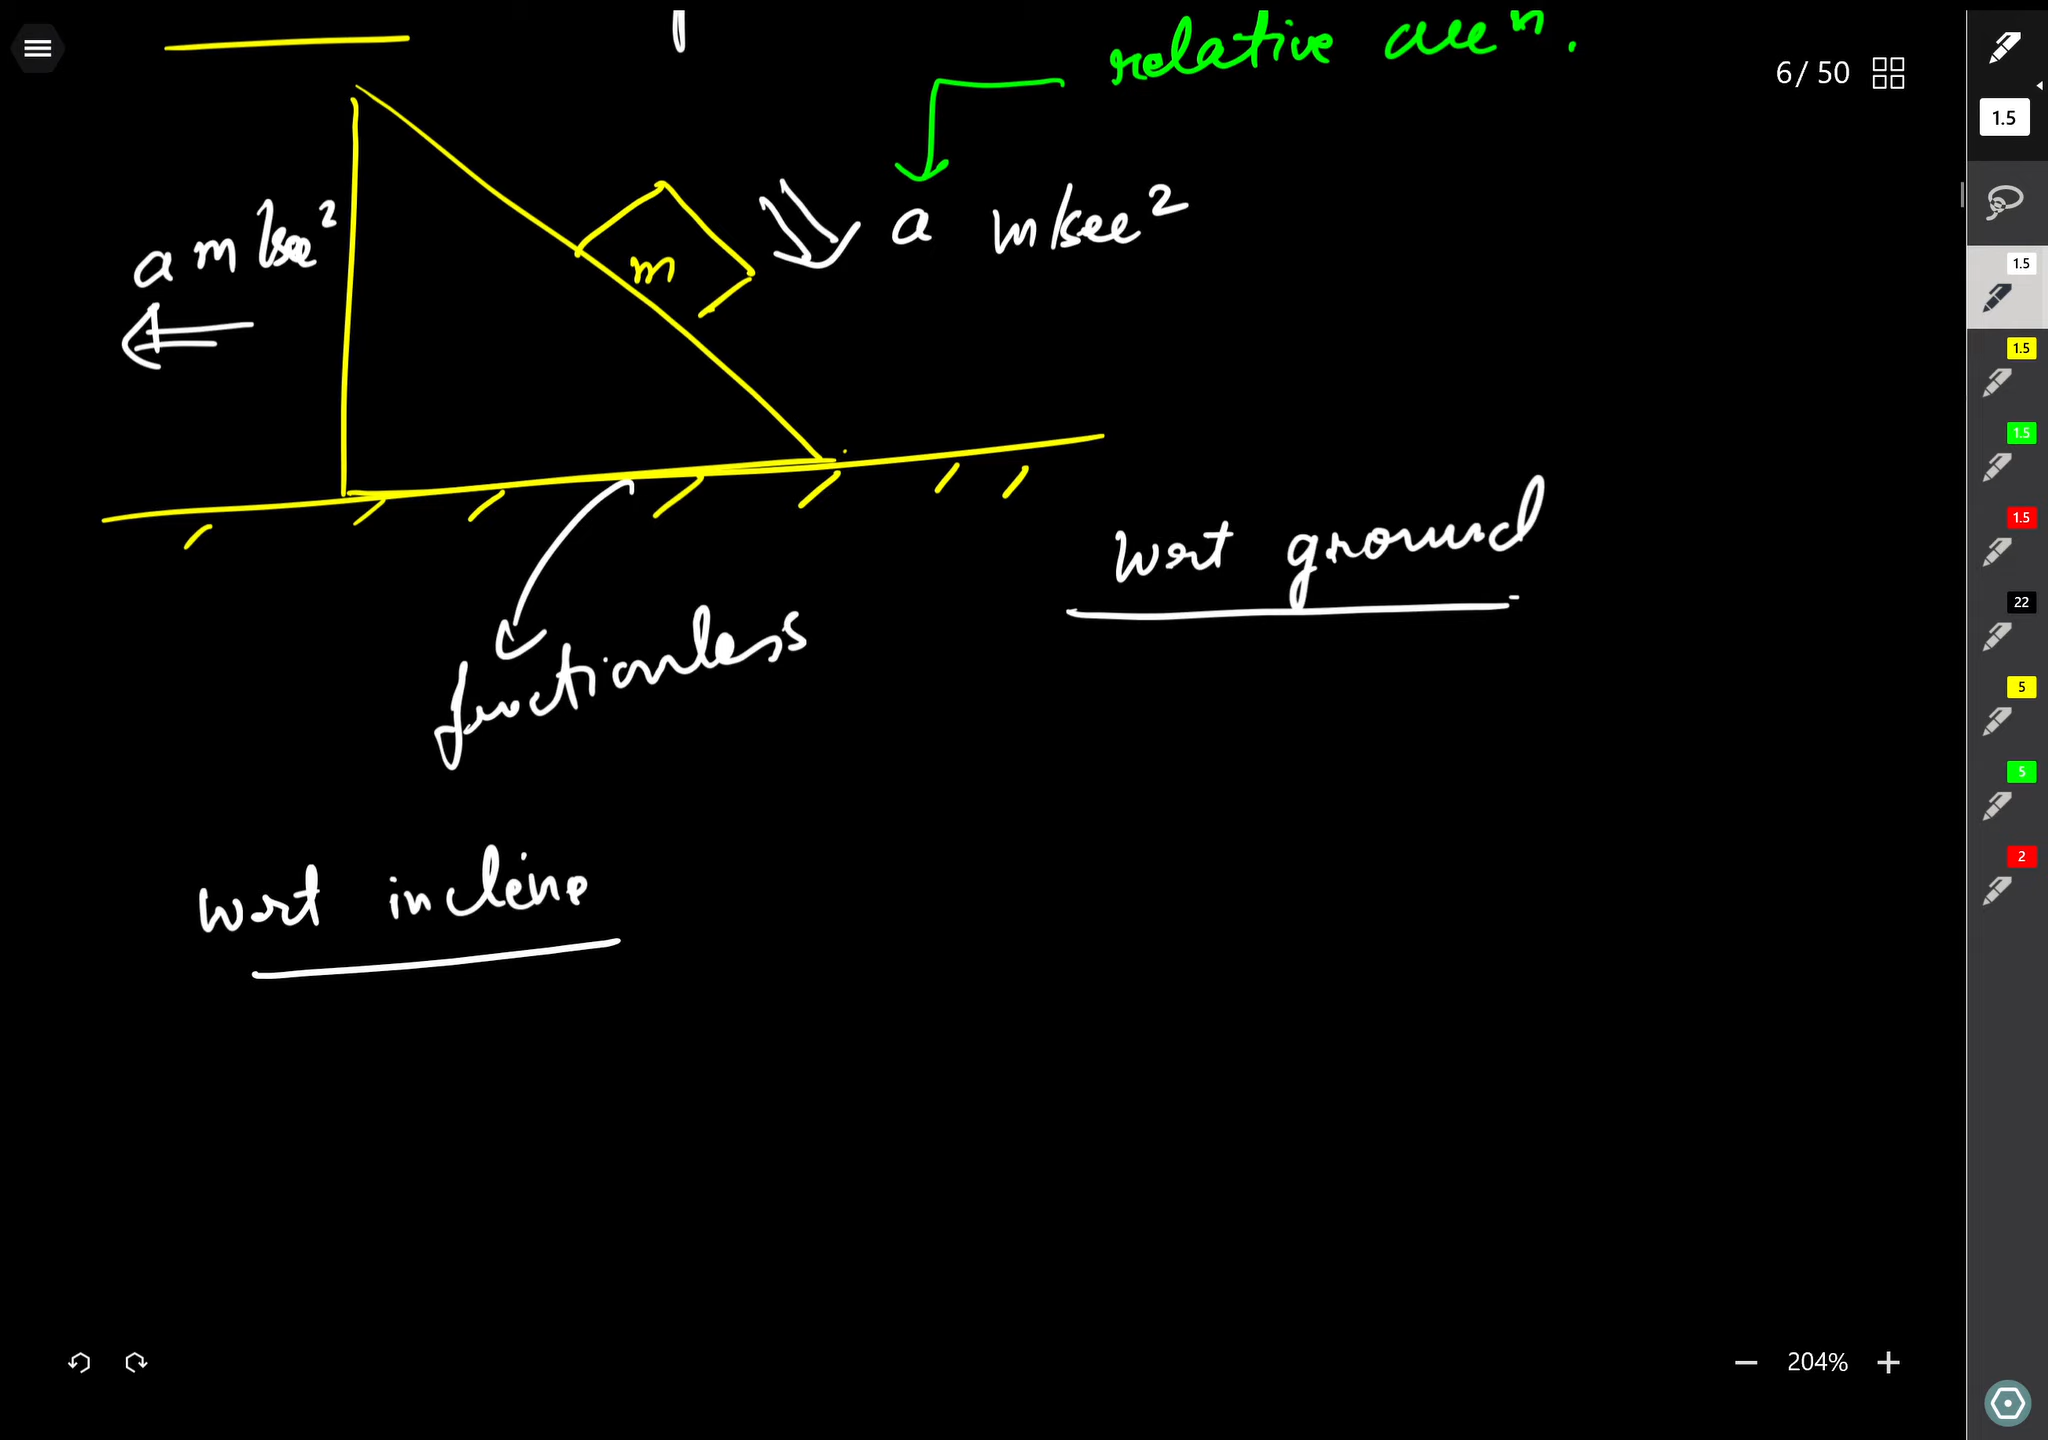 relative accⁿ.
6/ 50
1.5
a m/sec²
m
a m/sec²
1.5
1.5
1.5
1.5
wrt ground
frictionless
22
5
5
wrt incline
2
204%